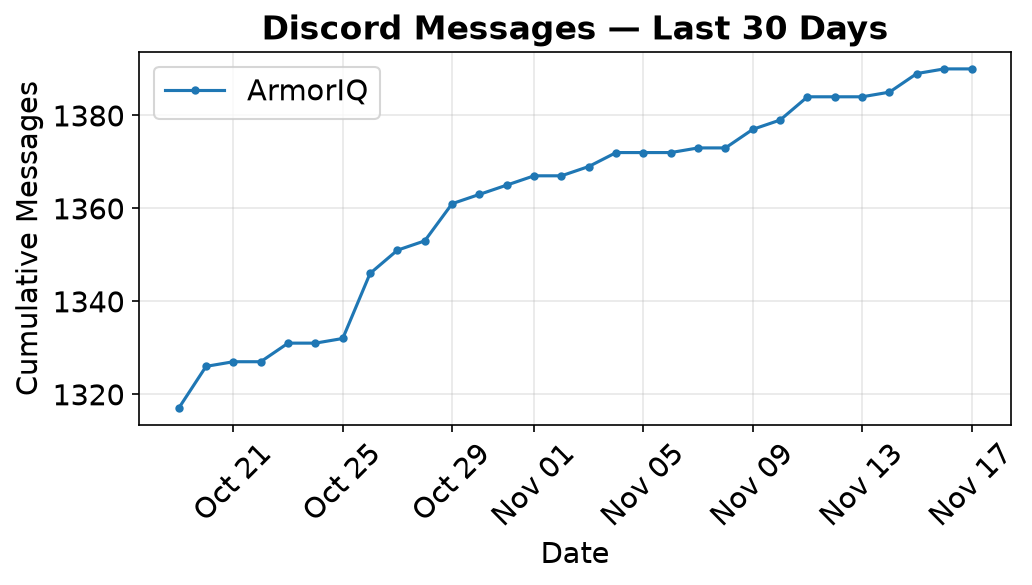 Discord Messages — Last 30 Days
ArmorIQ
Cumulative Messages
1380
1360
1340
1320
Oct 21
Oct 25
Oct 29
Nov 01
Nov 05
Nov 09
Nov 13
Nov 17
Date